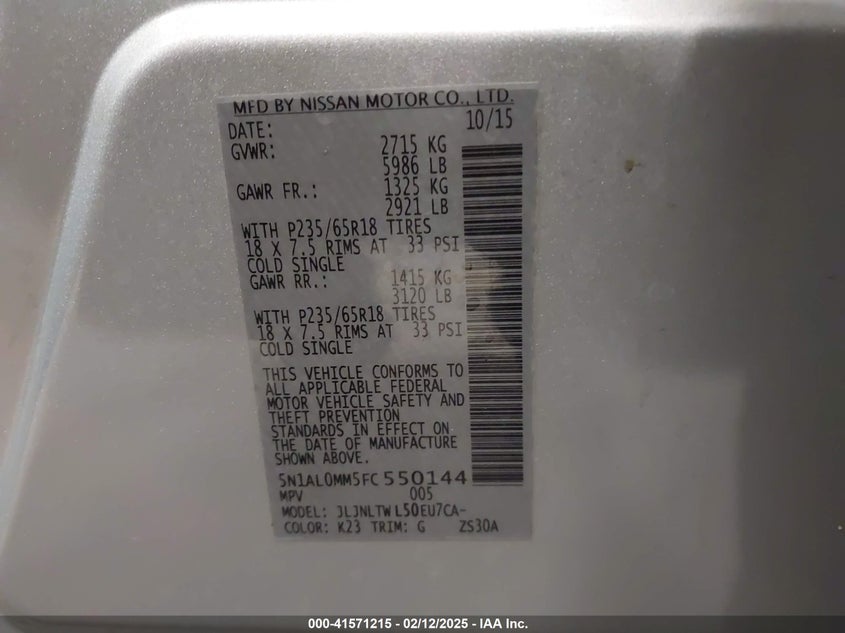 MFD BY NISSAN MOTOR CO., LTD.
DATE: 10/15
GVWR: 2715 KG
5986 LB
GAWR FR.: 1325 KG
2921 LB
WITH P235/65R18 TIRES
18 X 7.5 RIMS AT 33 PSI
COLD SINGLE
GAWR RR.: 1415 KG
3120 LB
WITH P235/65R18 TIRES
18 X 7.5 RIMS AT 33 PSI
COLD SINGLE
THIS VEHICLE CONFORMS TO
ALL APPLICABLE FEDERAL
MOTOR VEHICLE SAFETY AND
THEFT PREVENTION
STANDARDS IN EFFECT ON
THE DATE OF MANUFACTURE
SHOWN ABOVE.
5N1AL0MM5FC550144
MPV 005
MODEL: JLJNLTWL50EU7CA-
COLOR: K23 TRIM: G ZS30A
000-41571215 - 02/12/2025 - IAA Inc.